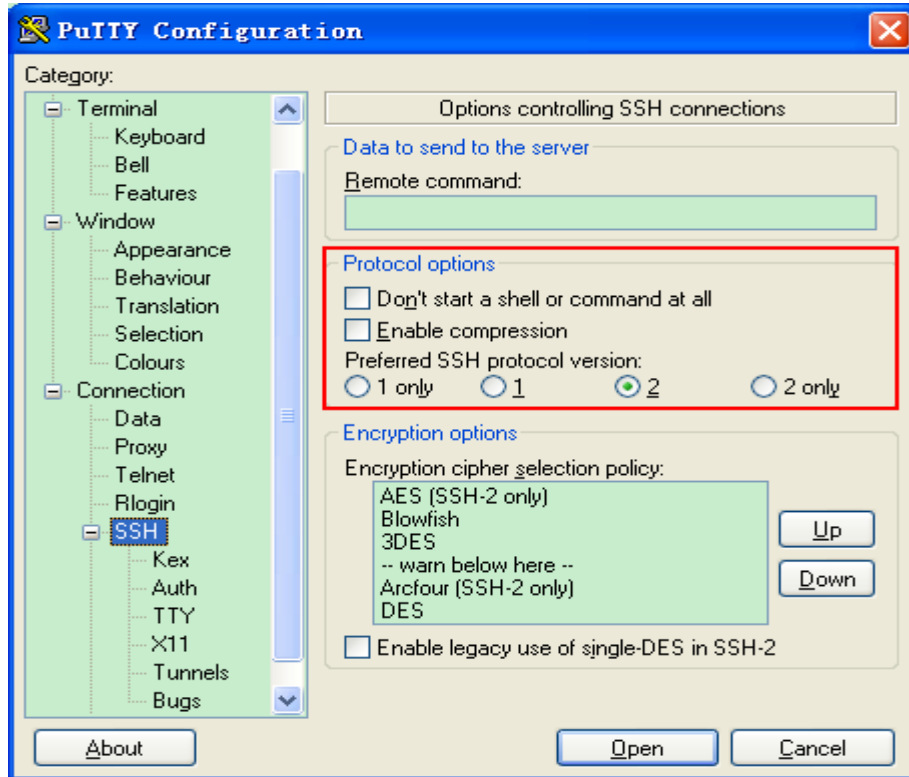 PuTTY Configuration
Category:
Terminal
Keyboard
Bell
Features
Window
Appearance
Behaviour
Translation
Selection
Colours
Connection
Data
Proxy
Telnet
Rlogin
SSH
Kex
Auth
TTY
X11
Tunnels
Bugs
Options controlling SSH connections
Data to send to the server
Remote command:
Protocol options
Don't start a shell or command at all
Enable compression
Preferred SSH protocol version:
1 only 1 2 2 only
Encryption options
Encryption cipher selection policy:
AES (SSH-2 only)
Blowfish
3DES
-- warn below here --
Arcfour (SSH-2 only)
DES
Up
Down
Enable legacy use of single-DES in SSH-2
About Open Cancel